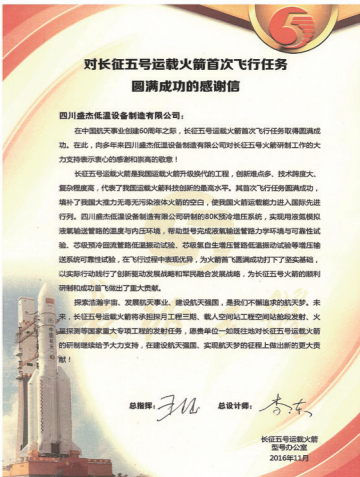 对长征五号运载火箭首次飞行任务
圆满成功的感谢信
四川盛杰低温设备制造有限公司：
在中国航天事业创建60周年之际，长征五号运载火箭首次飞行任务取得圆满成
功。在此，向多年来四川盛杰低温设备制造有限公司对长征五号火箭研制工作的大
力支持表示衷心的感谢和崇高的敬意！
长征五号火箭是我国运载火箭升级换代的工程，创新难点多、技术跨度大、
复杂程度高，代表了我国运载火箭科技创新的最高水平。其首次飞行任务圆满成功，
填补了我国大推力无毒无污染液体火箭的空白，使我国火箭运载能力进入国际先进
行列。四川盛杰低温设备制造有限公司研制的80K预冷增压系统，实现用液氮模拟
液氧输送管路的温度与内压环境，帮助型号完成液氧输送管路力学环境与可靠性试
验、芯级预冷回流管路低温振动试验、芯级氧自生增压管路低温振动试验等增压输
送系统可靠性试验，在飞行过程中表现优异，为火箭首飞圆满成功打下了坚实基础，
以实际行动践行了创新驱动发展战略和军民融合发展战略，为长征五号火箭的顺利
研制和成功首飞做出了重大贡献。
探索浩瀚宇宙、发展航天事业、建设航天强国，是我们不懈追求的航天梦。未
来，长征五号运载火箭将承担探月工程三期、载人空间站工程空间站舱段发射、火
星探测等国家重大专项工程的发射任务，愿贵单位一如既往地对长征五号运载火箭
的研制继续给予大力支持，在建设航天强国、实现航天梦的征程上做出新的更大贡
献！
总指挥：
总设计师：李东
长征五号运载火箭
型号办公室
2016年11月